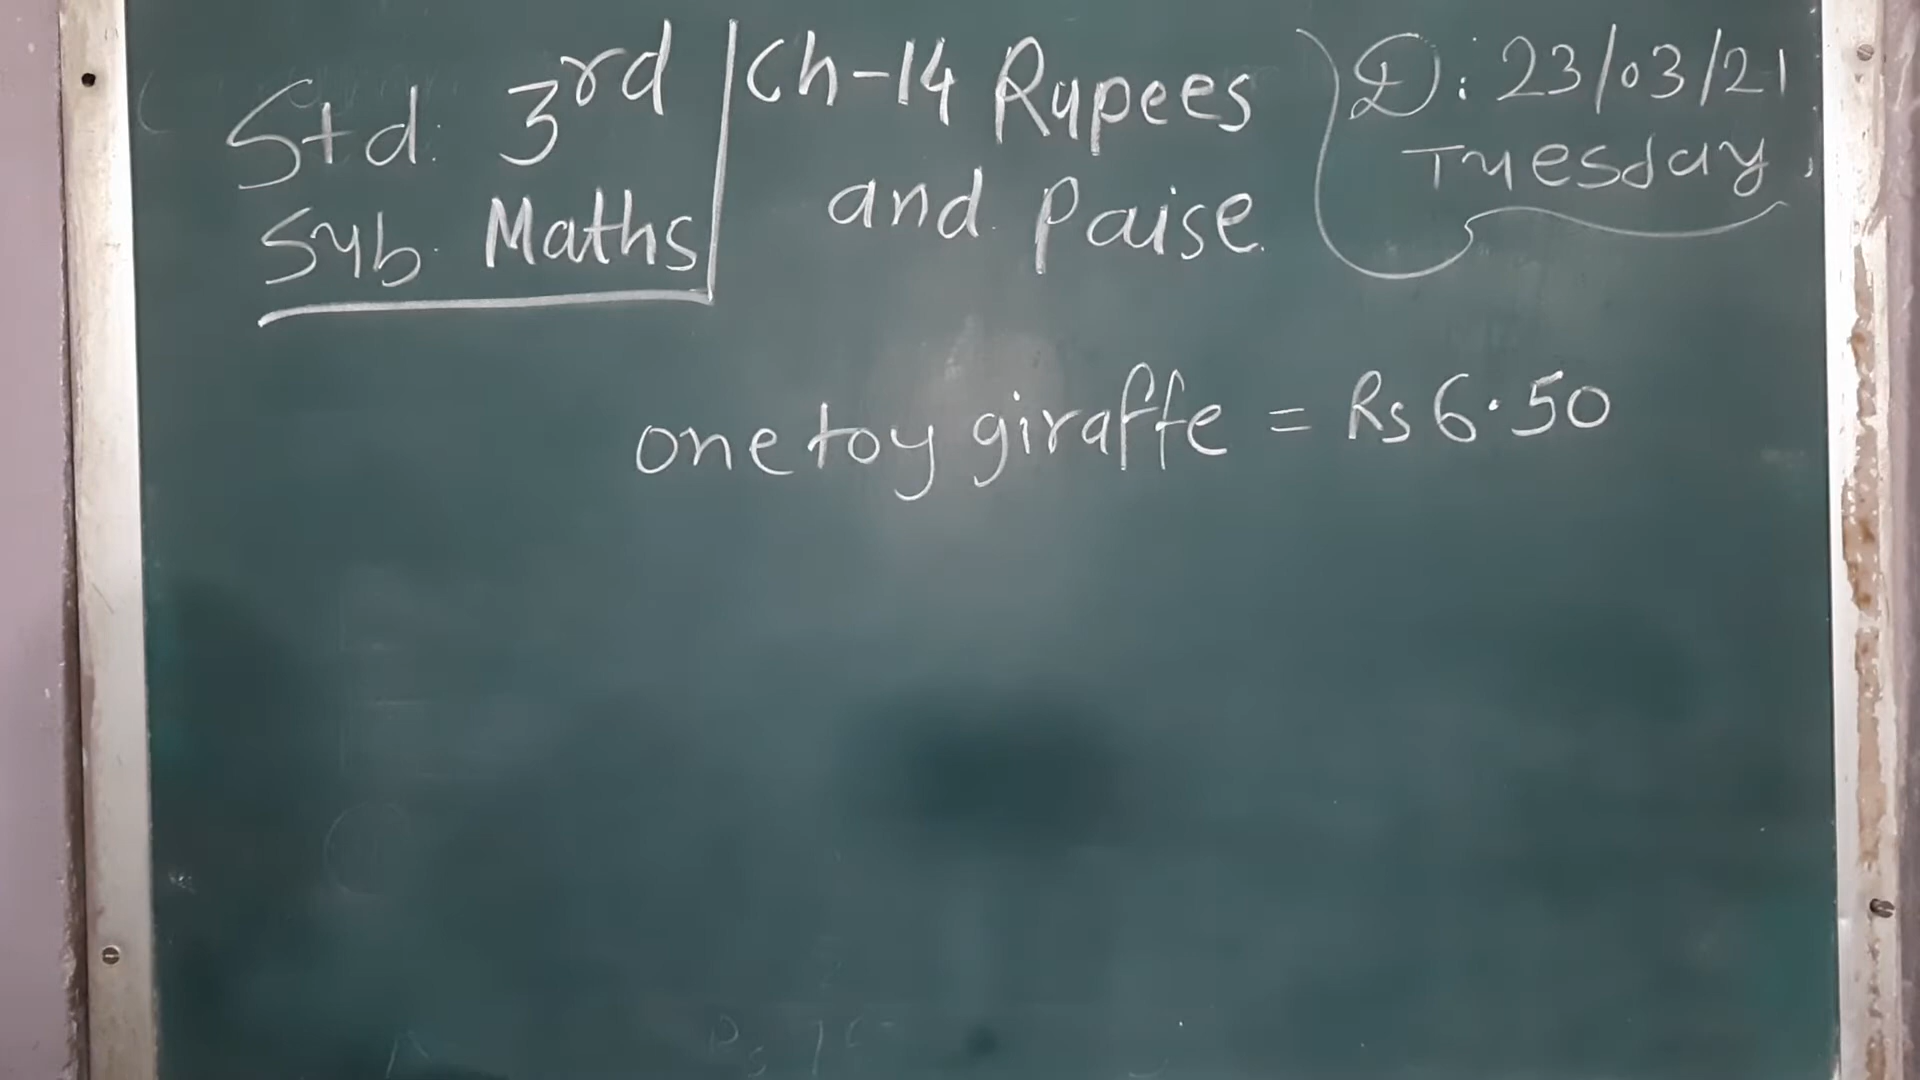 Std: 3rd
Sub. Maths
Ch-14 Rupees
and Paise.
D: 23/03/21
Tuesday.
one toy giraffe = Rs 6.50